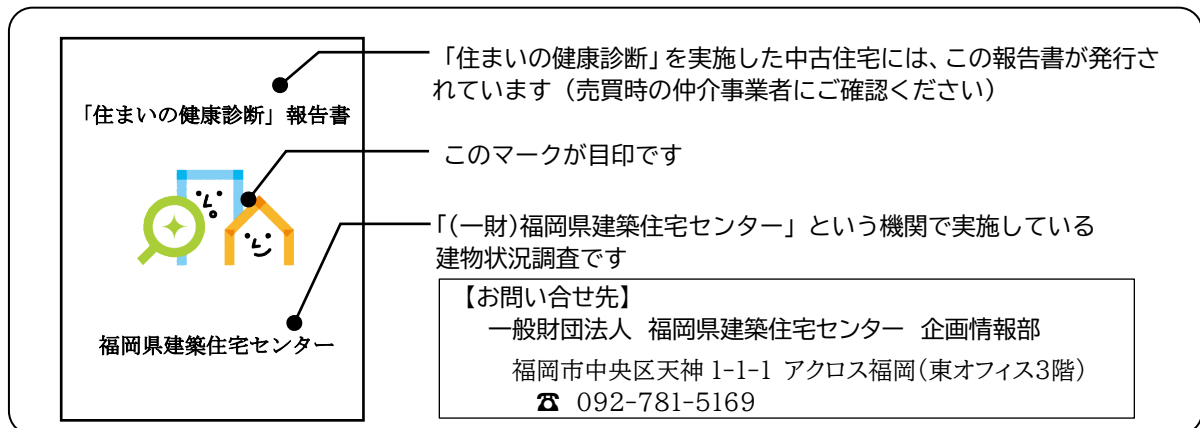 「住まいの健康診断」報告書
福岡県建築住宅センター
「住まいの健康診断」を実施した中古住宅には、この報告書が発行さ
れています（売買時の仲介事業者にご確認ください）
このマークが目印です
「(一財)福岡県建築住宅センター」という機関で実施している
建物状況調査です
【お問い合せ先】
一般財団法人 福岡県建築住宅センター 企画情報部
福岡市中央区天神 1-1-1 アクロス福岡（東オフィス3階）
☎ 092-781-5169